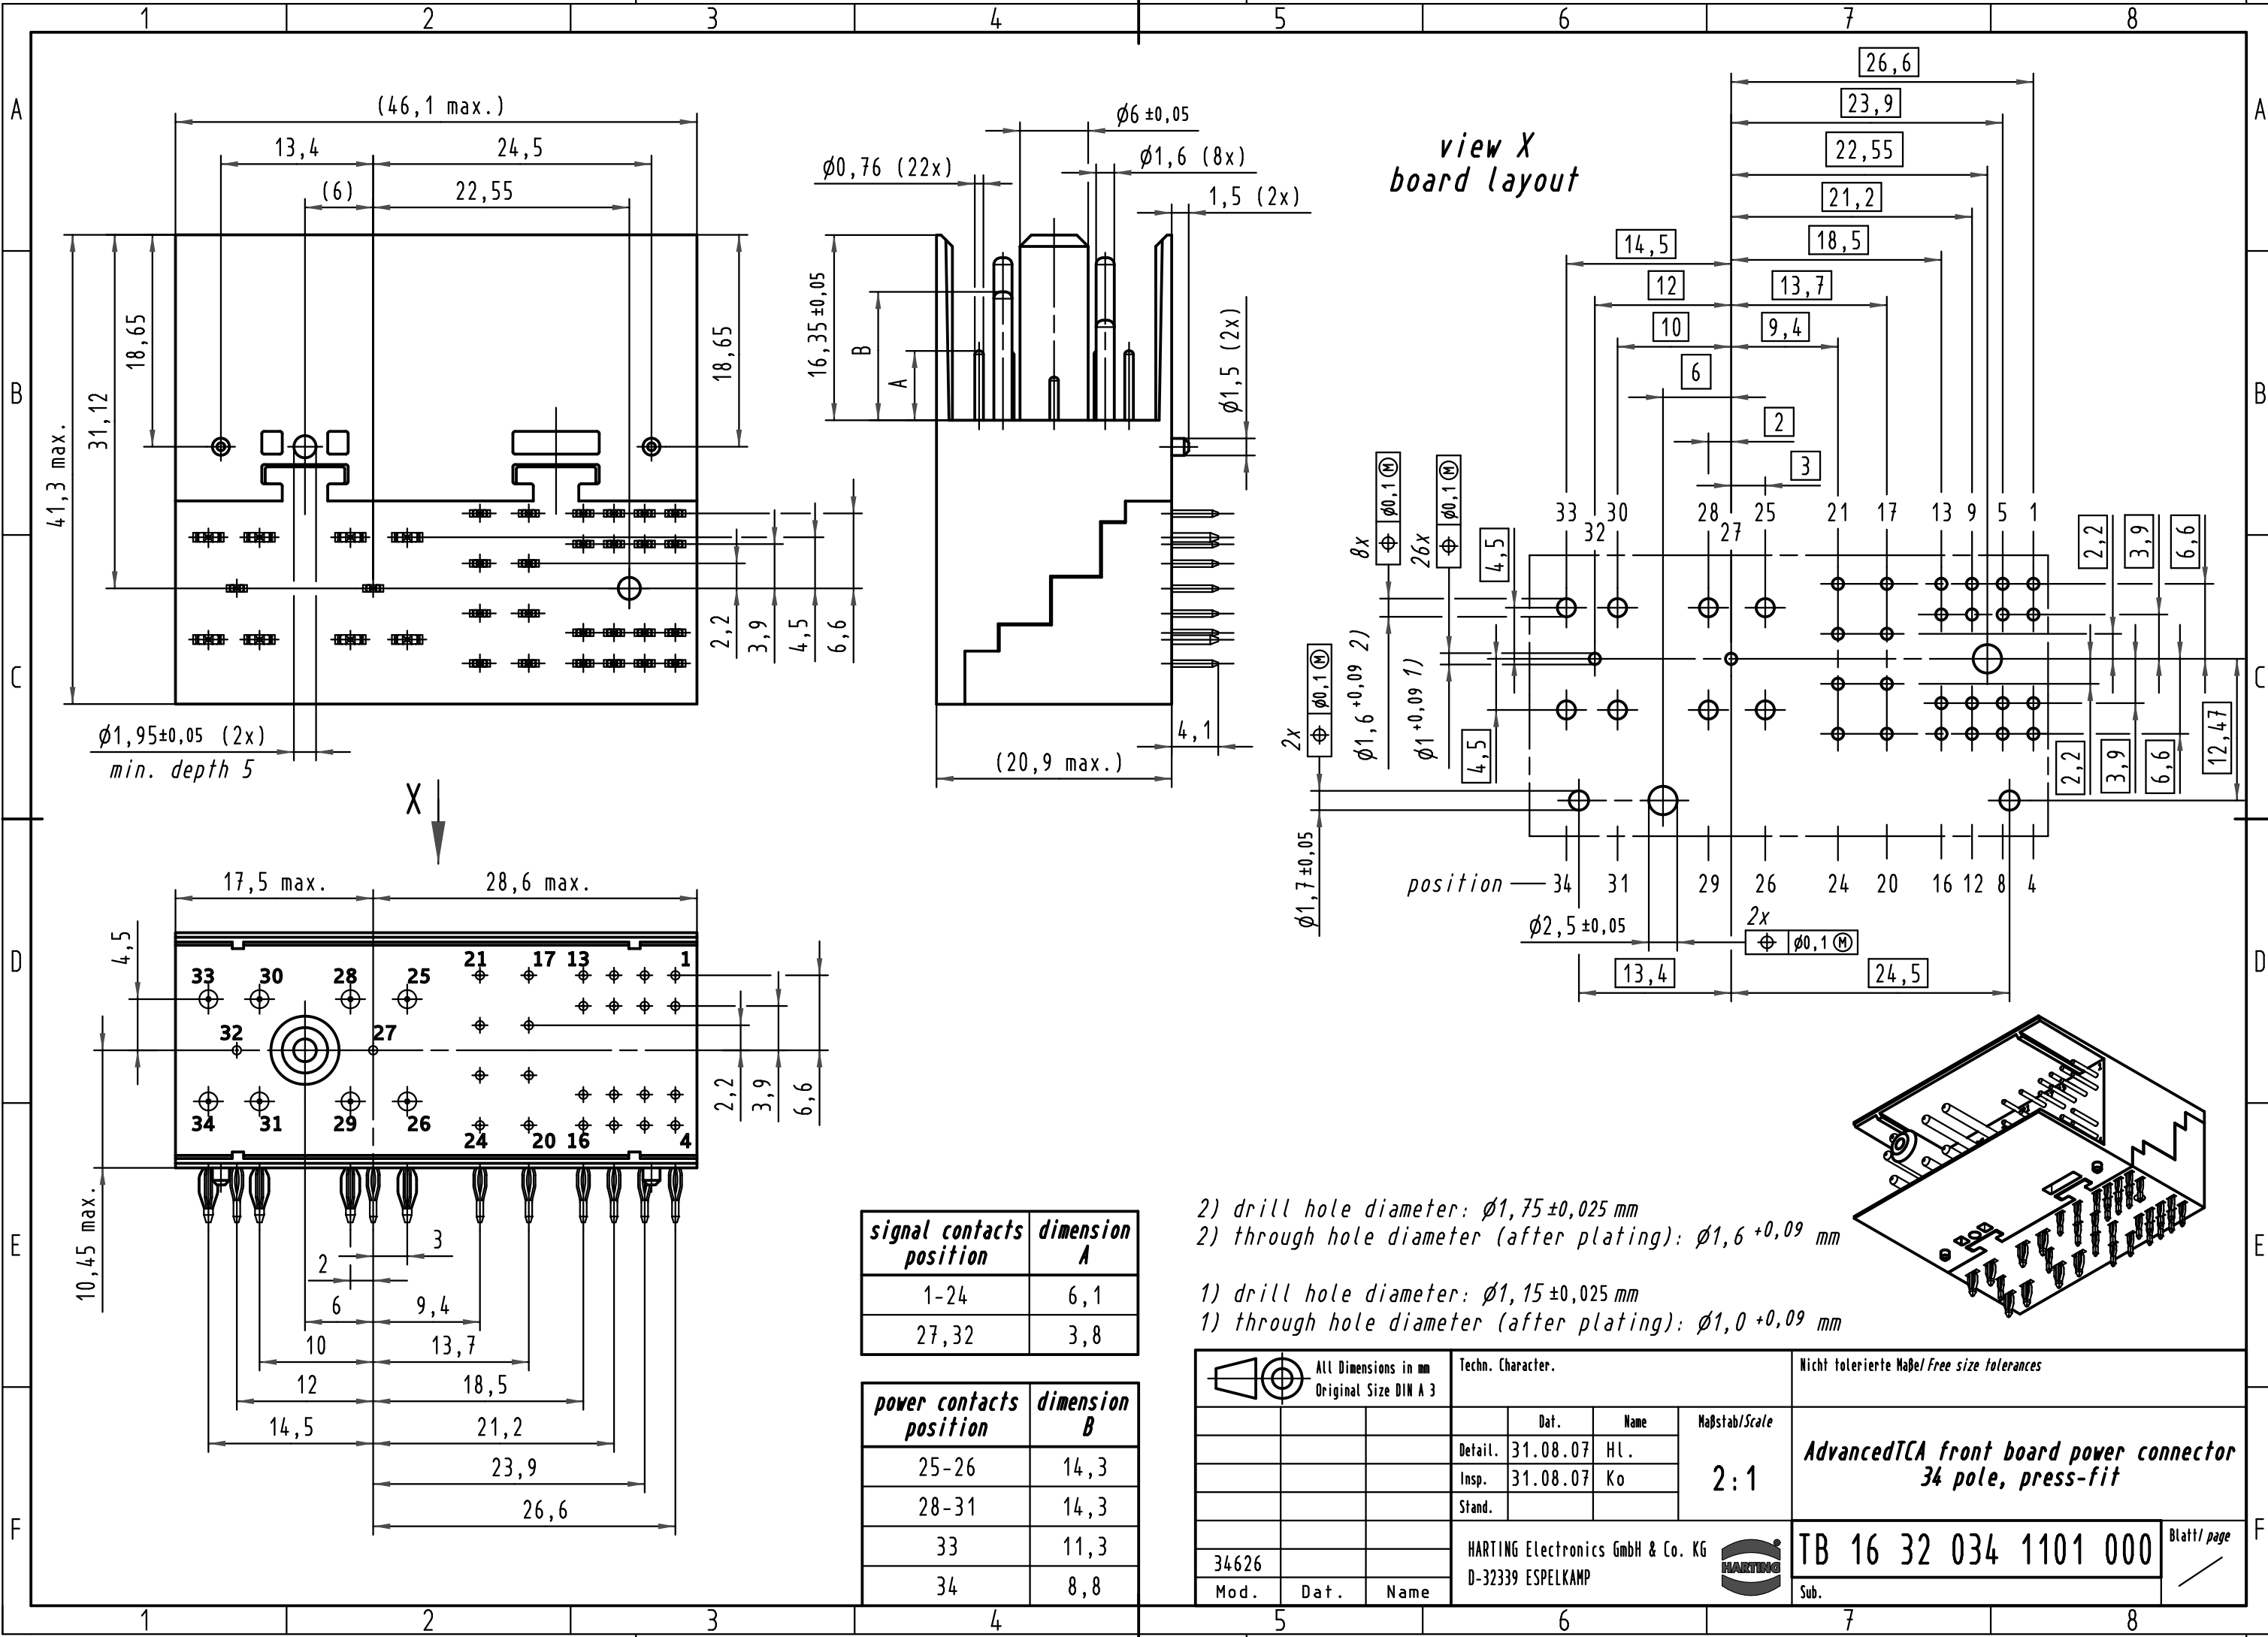 1 2 3 4 5 6 7 8
A A
B B
C C
D D
E E
F F
(46,1 max.)
13,4 24,5
(6) 22,55
18,65
31,12
41,3 max.
18,65
2,2
3,9
4,5
6,6
ø1,95±0,05 (2x)
min. depth 5
X
ø6 ±0,05
ø0,76 (22x)
ø1,6 (8x)
1,5 (2x)
16,35 ±0,05
B
A
ø1,5 (2x)
4,1
(20,9 max.)
view X
board layout
26,6
23,9
22,55
21,2
14,5 18,5
12 13,7
10 9,4
6
2
3
33 30 28 25 21 17 13 9 5 1
32 27
8x ⌖ ø0,1 Ⓜ
26x ⌖ ø0,1 Ⓜ
4,5
2,2
3,9
6,6
2x ⌖ ø0,1 Ⓜ
ø1,6 +0,09 2)
ø1 +0,09 1)
4,5
2,2
3,9
6,6
12,47
ø1,7 ±0,05
position 34 31 29 26 24 20 16 12 8 4
ø2,5 ±0,05
2x
⌖ ø0,1 Ⓜ
13,4 24,5
17,5 max. 28,6 max.
4,5
21 17 13 1
33 30 28 25
32 27
34 31 29 26
24 20 16 4
2,2
3,9
6,6
10,45 max.
3
2
6 9,4
10 13,7
12 18,5
14,5 21,2
23,9
26,6
signal contacts position dimension A
1-24 6,1
27,32 3,8
power contacts position dimension B
25-26 14,3
28-31 14,3
33 11,3
34 8,8
2) drill hole diameter: ø1,75 ±0,025 mm
2) through hole diameter (after plating): ø1,6 +0,09 mm
1) drill hole diameter: ø1,15 ±0,025 mm
1) through hole diameter (after plating): ø1,0 +0,09 mm
All Dimensions in mm
Original Size DIN A 3
Techn. Character.
Nicht tolerierte Maße/Free size tolerances
Dat. Name Maßstab/Scale
Detail. 31.08.07 Hl.
Insp. 31.08.07 Ko
Stand.
2:1
AdvancedTCA front board power connector
34 pole, press-fit
34626
Mod. Dat. Name
HARTING Electronics GmbH & Co. KG
D-32339 ESPELKAMP
HARTING
TB 16 32 034 1101 000
Blatt/ page
Sub.
1 2 3 4 5 6 7 8